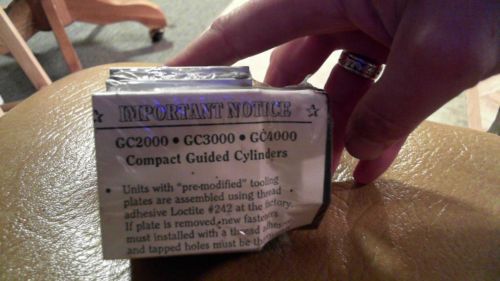 ☆ IMPORTANT NOTICE ☆
GC2000 • GC3000 • GC4000
Compact Guided Cylinders
• Units with "pre-modified" tooling
plates are assembled using thread
adhesive Loctite #242 at the factory.
If plate is removed, new fasteners
must installed with a thread adhesive
and tapped holes must be